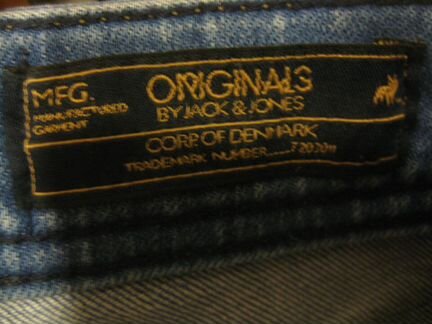 MFG.
MANUFACTURED
GARMENT
ORIGINALS
BY JACK & JONES
CORP. OF DENMARK
TRADEMARK NUMBER